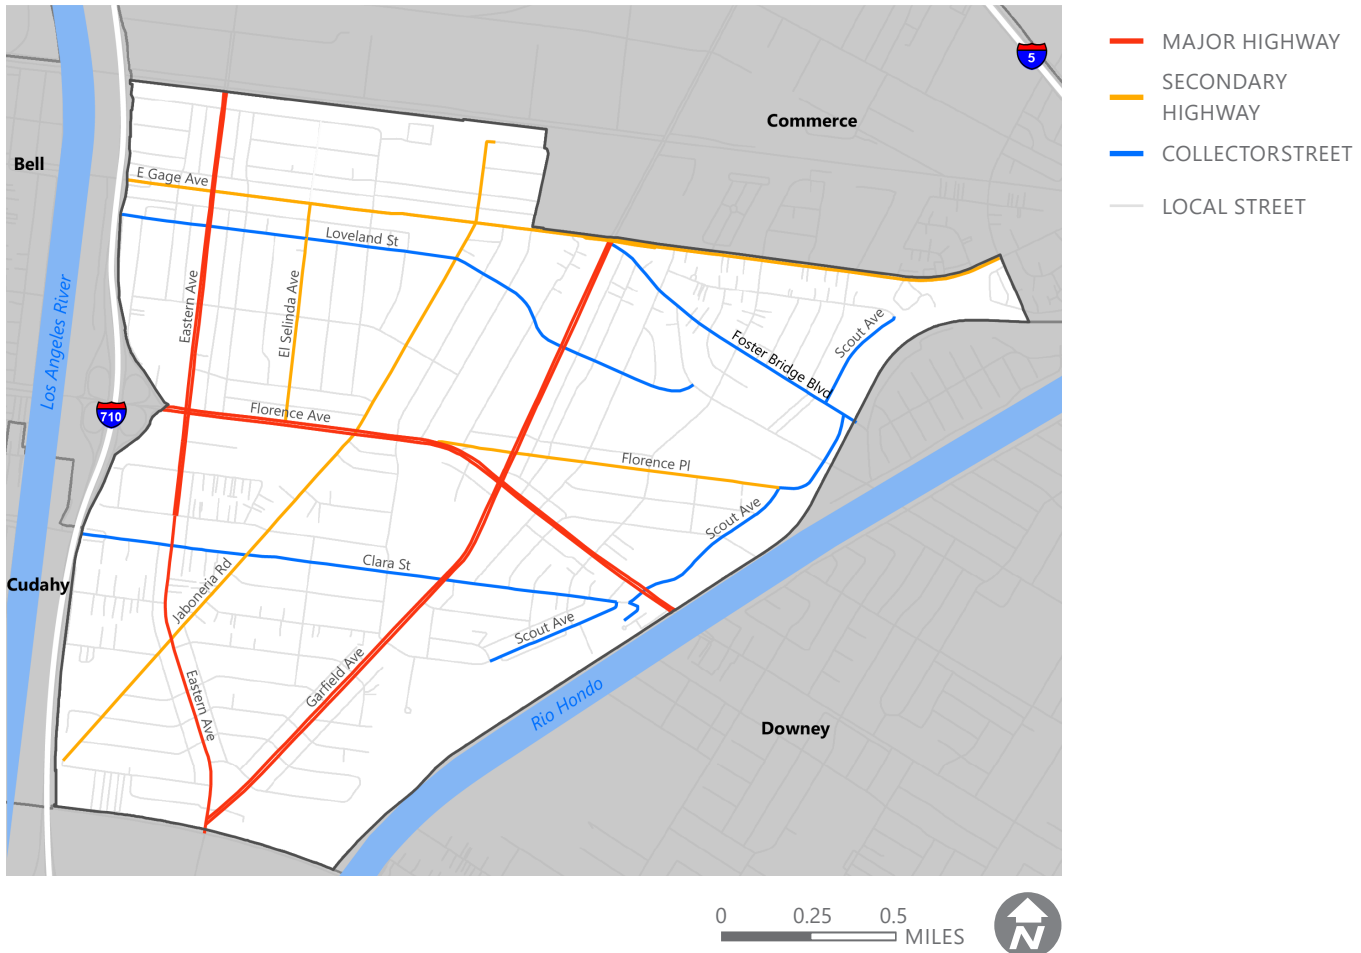 MAJOR HIGHWAY
5
SECONDARY
HIGHWAY
Commerce
COLLECTORSTREET
Bell
E Gage Ave
LOCAL STREET
Loveland St
Eastern Ave
El Selinda Ave
Los Angeles River
Scout Ave
Foster Bridge Blvd
710
Florence Ave
Florence Pl
Scout Ave
Clara St
Cudahy
Jaboneria Rd
Scout Ave
Garfield Ave
Eastern Ave
Rio Hondo
Downey
0 0.25 0.5
MILES
N